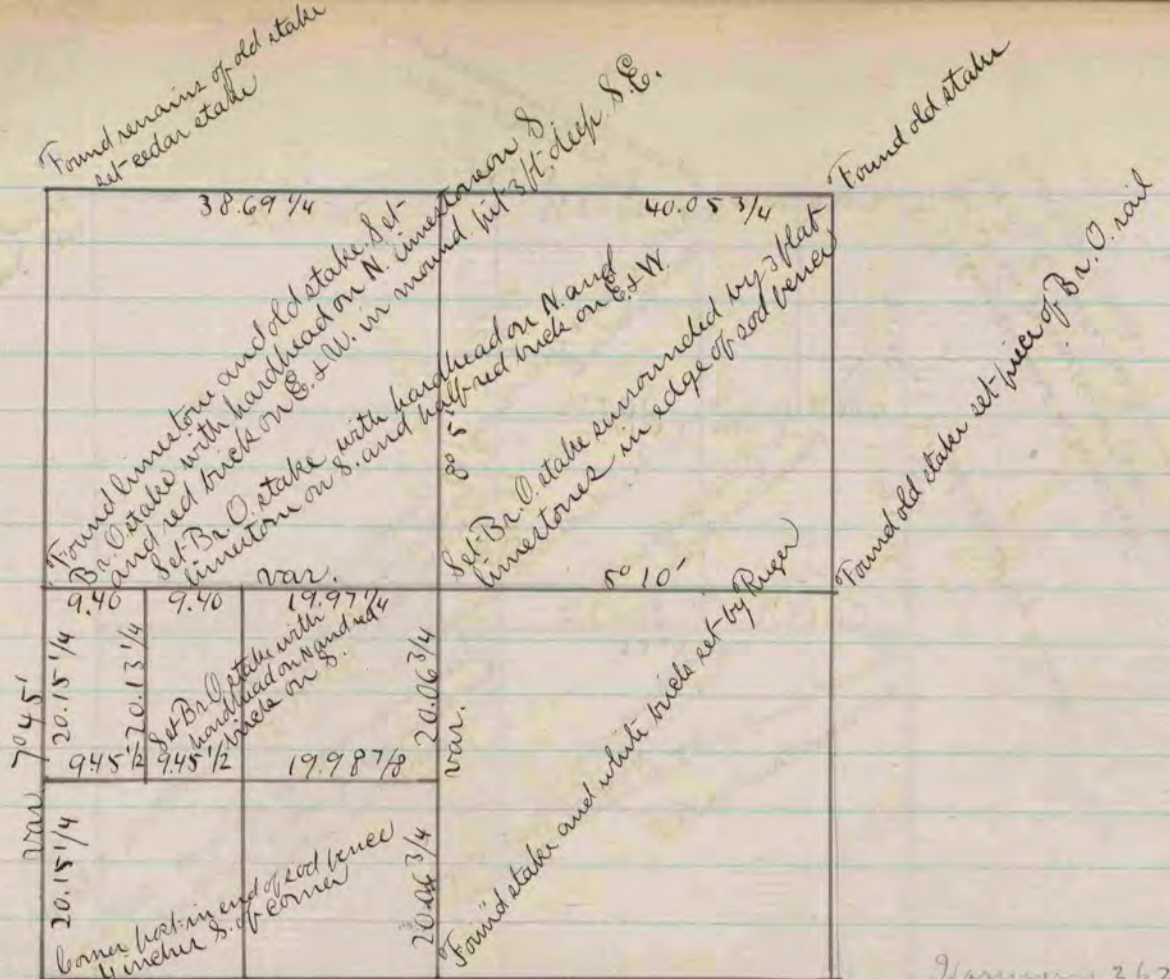 Found remains of old stake
set cedar stake
38.69 1/4
40.05 3/4
Found old stake
Found limestone and old stake. Set
Br. O. stake with hardhead on N. limestone on S.
and red brick on E. & W. in mound pit 3 ft. deep S.E.
Set Br. O. stake with hardhead on N. and
limestone on S. and half red brick on E. & W.
8° 5'
Set Br. O. stake surrounded by 3 flat
limestones in edge of sod fence
Found old stake set piece of Br. O. rail
var.
5° 10'
9.40
9.40
19.97 1/4
20.15 1/4
20.13 1/4
Set Br. O. stake with
hardhead on N and red
brick on S.
20.06 3/4
var.
var 7° 45'
9.45 1/2
9.45 1/2
19.98 7/8
Found stake and white brick set by Ruger
20.15 1/4
Corner post in end of sod fence
4 inches S. of corner
20.06 3/4